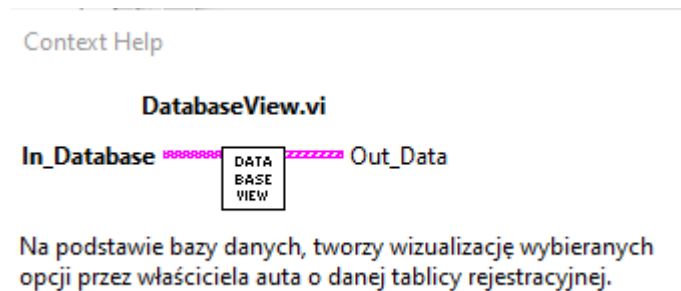 Context Help
DatabaseView.vi
In_Database DATA Out_Data
BASE
VIEW
Na podstawie bazy danych, tworzy wizualizację wybieranych
opcji przez właściciela auta o danej tablicy rejestracyjnej.